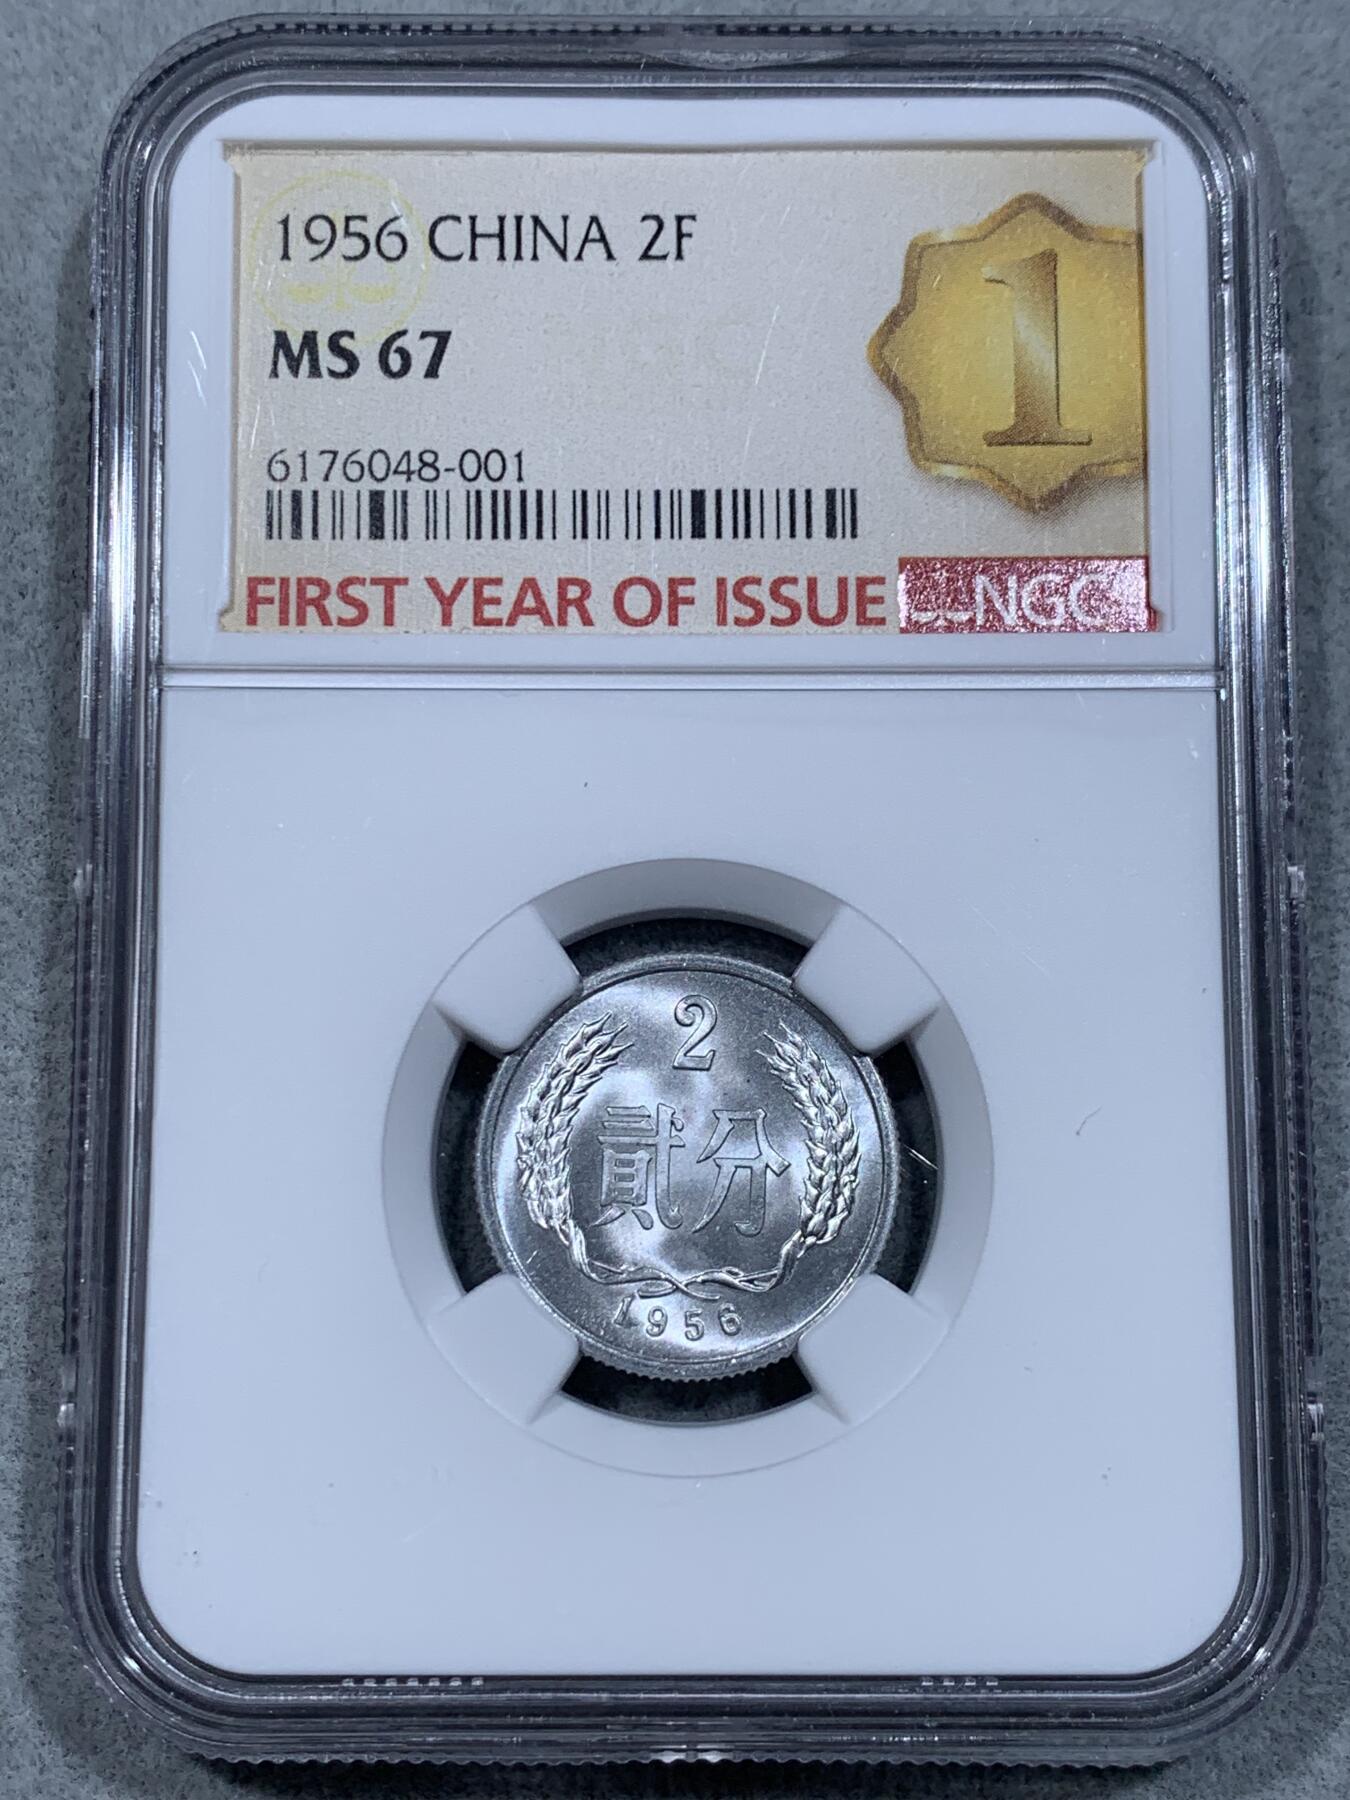 1956 CHINA 2F
MS 67
1
6176048-001
FIRST YEAR OF ISSUE NGC
2
貳分
1956